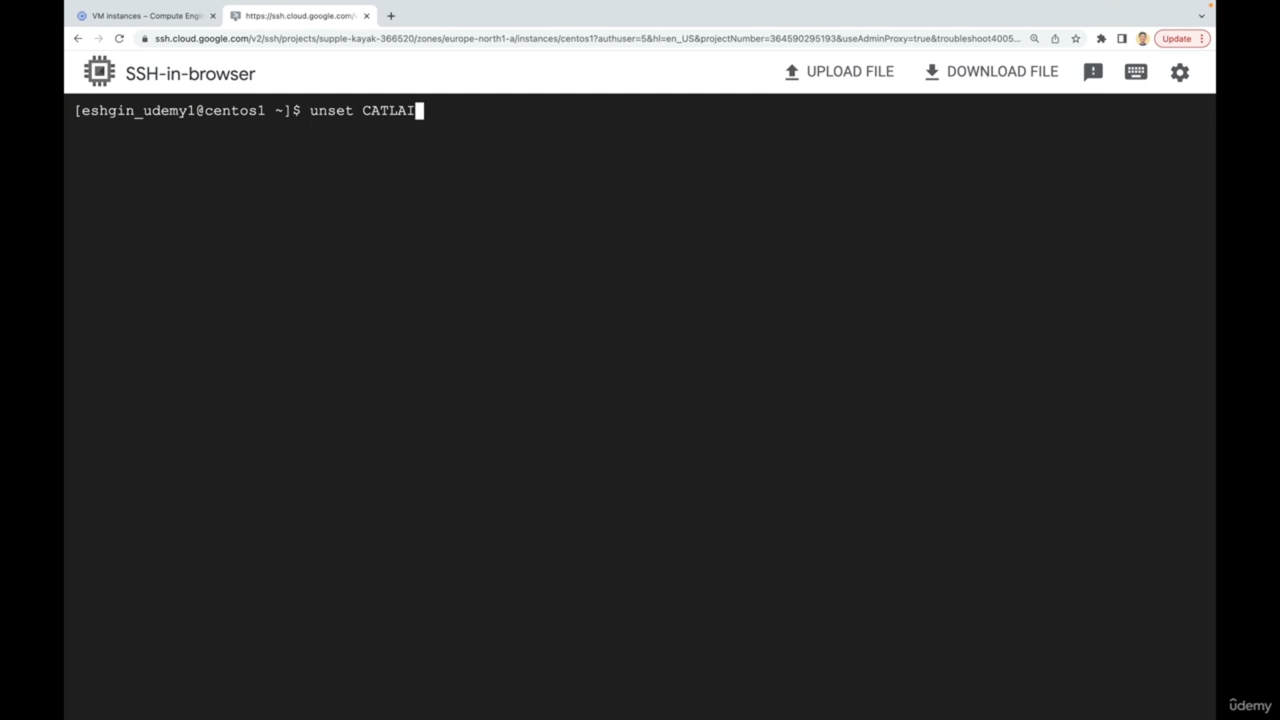 VM instances – Compute Engi
https://ssh.cloud.google.com/v
ssh.cloud.google.com/v2/ssh/projects/supple-kayak-366520/zones/europe-north1-a/instances/centos1?authuser=5&hl=en_US&projectNumber=364590295193&useAdminProxy=true&troubleshoot4005...
Update
SSH-in-browser
UPLOAD FILE
DOWNLOAD FILE
[eshgin_udemy1@centos1 ~]$ unset CATLAI
ûdemy